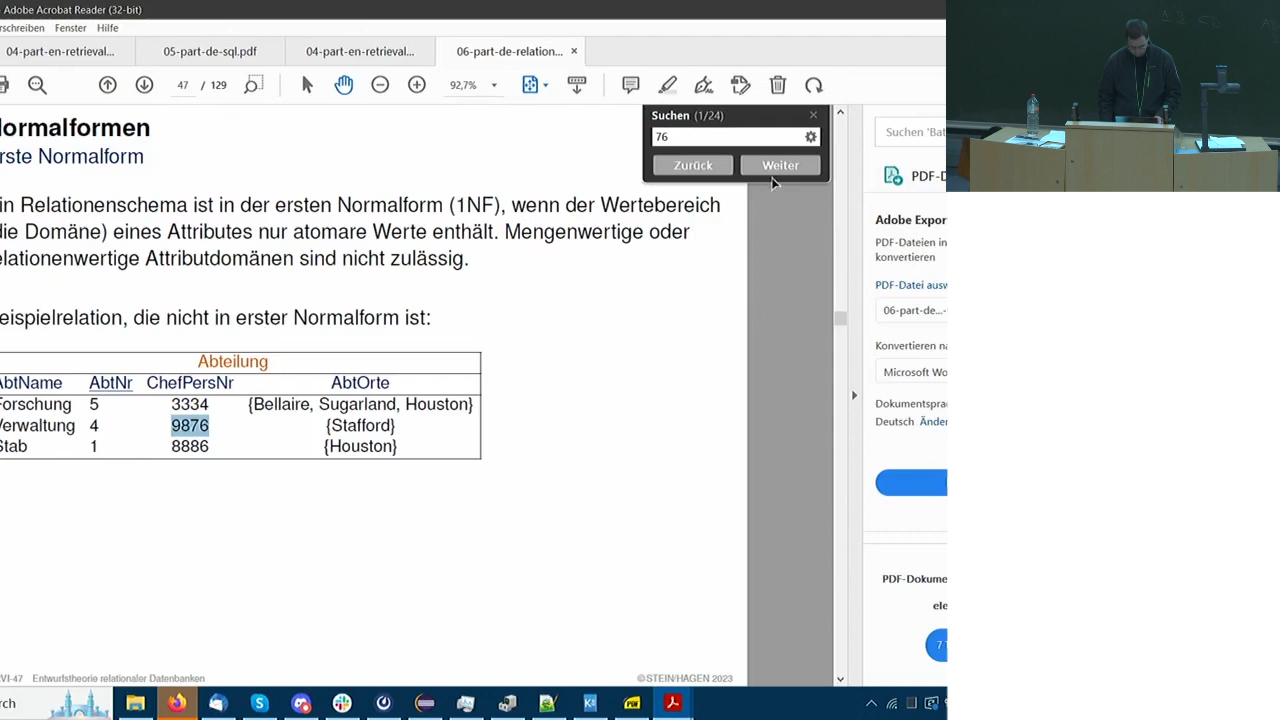 Adobe Acrobat Reader (32-bit)
rschreiben Fenster Hilfe
04-part-en-retrieval... 05-part-de-sql.pdf 04-part-en-retrieval... 06-part-de-relation... ×
47 / 129 92,7%
Suchen (1/24)
76
Zurück Weiter
ormalformen
rste Normalform
in Relationenschema ist in der ersten Normalform (1NF), wenn der Wertebereich
die Domäne) eines Attributes nur atomare Werte enthält. Mengenwertige oder
elationenwertige Attributdomänen sind nicht zulässig.
eispielrelation, die nicht in erster Normalform ist:
Abteilung
AbtName AbtNr ChefPersNr AbtOrte
Forschung 5 3334 {Bellaire, Sugarland, Houston}
Verwaltung 4 9876 {Stafford}
Stab 1 8886 {Houston}
VI-47 Entwurfstheorie relationaler Datenbanken ©STEIN/HAGEN 2023
Suchen 'Bat
PDF-D
Adobe Expor
PDF-Dateien in
konvertieren
PDF-Datei ausw
06-part-de...-
Konvertieren na
Microsoft Wo
Dokumentspra
Deutsch Änder
PDF-Dokume
ele
7
rch